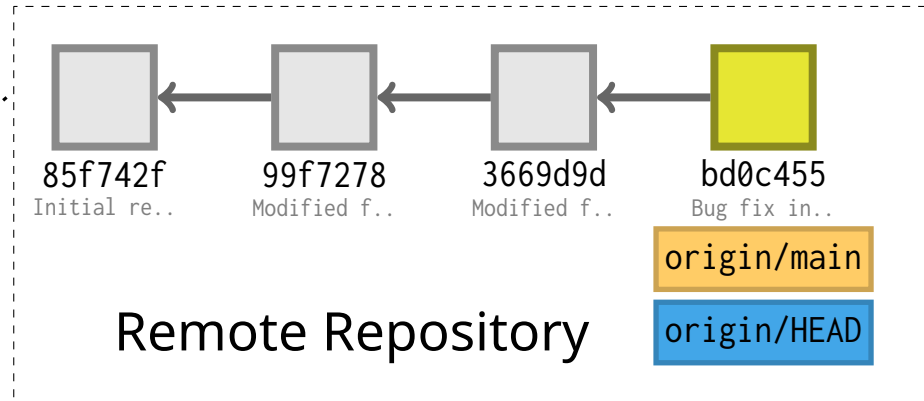 85f742f 99f7278 3669d9d bd0c455
Initial re.. Modified f.. Modified f.. Bug fix in..
origin/main
Remote Repository origin/HEAD